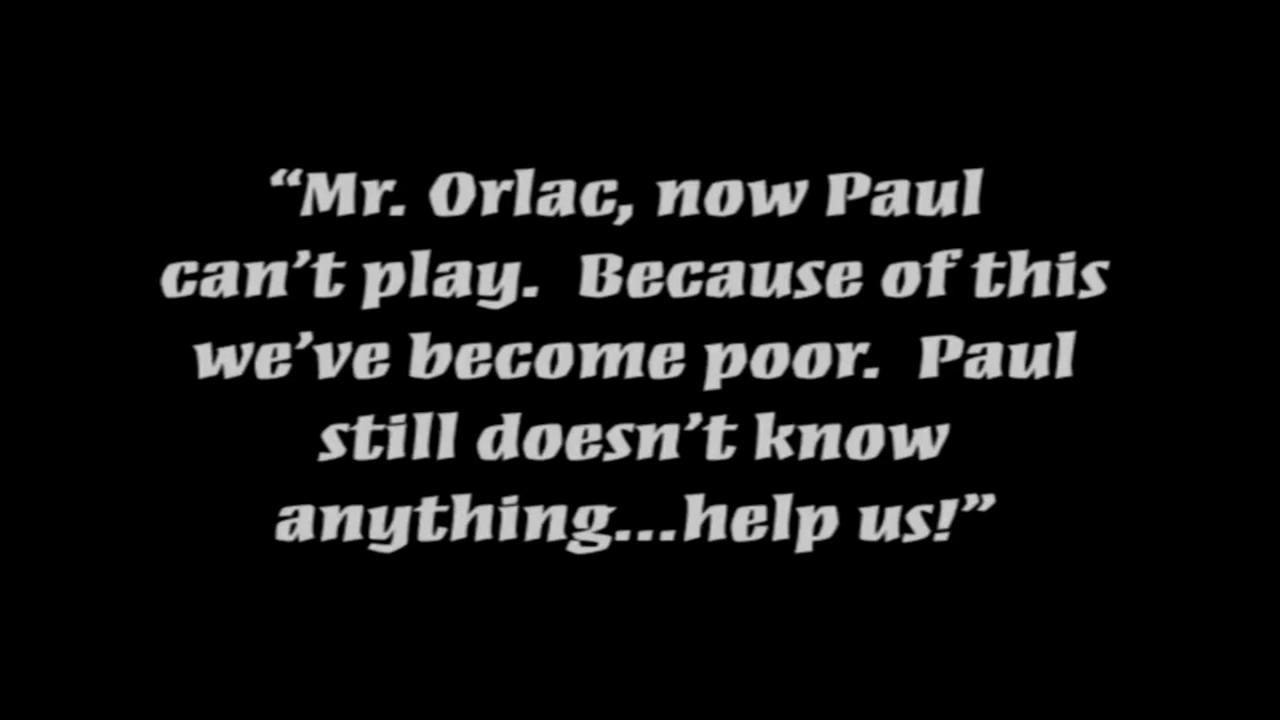 “Mr. Orlac, now Paul
can’t play.  Because of this
we’ve become poor.  Paul
still doesn’t know
anything...help us!”